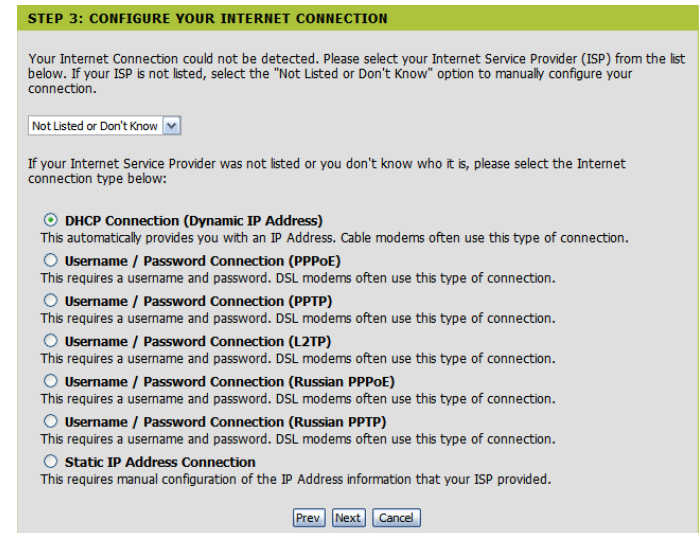 STEP 3: CONFIGURE YOUR INTERNET CONNECTION
Your Internet Connection could not be detected. Please select your Internet Service Provider (ISP) from the list
below. If your ISP is not listed, select the "Not Listed or Don't Know" option to manually configure your
connection.
Not Listed or Don't Know
If your Internet Service Provider was not listed or you don't know who it is, please select the Internet
connection type below:
DHCP Connection (Dynamic IP Address)
This automatically provides you with an IP Address. Cable modems often use this type of connection.
Username / Password Connection (PPPoE)
This requires a username and password. DSL modems often use this type of connection.
Username / Password Connection (PPTP)
This requires a username and password. DSL modems often use this type of connection.
Username / Password Connection (L2TP)
This requires a username and password. DSL modems often use this type of connection.
Username / Password Connection (Russian PPPoE)
This requires a username and password. DSL modems often use this type of connection.
Username / Password Connection (Russian PPTP)
This requires a username and password. DSL modems often use this type of connection.
Static IP Address Connection
This requires manual configuration of the IP Address information that your ISP provided.
Prev Next Cancel